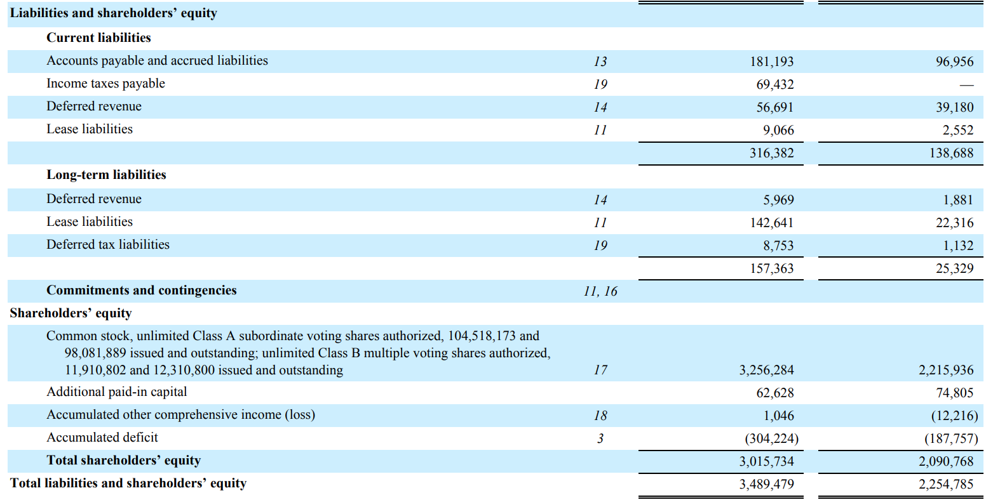 Liabilities and shareholders’ equity
Current liabilities
Accounts payable and accrued liabilities 13 181,193 96,956
Income taxes payable 19 69,432 —
Deferred revenue 14 56,691 39,180
Lease liabilities 11 9,066 2,552
316,382 138,688
Long-term liabilities
Deferred revenue 14 5,969 1,881
Lease liabilities 11 142,641 22,316
Deferred tax liabilities 19 8,753 1,132
157,363 25,329
Commitments and contingencies 11, 16
Shareholders’ equity
Common stock, unlimited Class A subordinate voting shares authorized, 104,518,173 and
98,081,889 issued and outstanding; unlimited Class B multiple voting shares authorized,
11,910,802 and 12,310,800 issued and outstanding 17 3,256,284 2,215,936
Additional paid-in capital 62,628 74,805
Accumulated other comprehensive income (loss) 18 1,046 (12,216)
Accumulated deficit 3 (304,224) (187,757)
Total shareholders’ equity 3,015,734 2,090,768
Total liabilities and shareholders’ equity 3,489,479 2,254,785